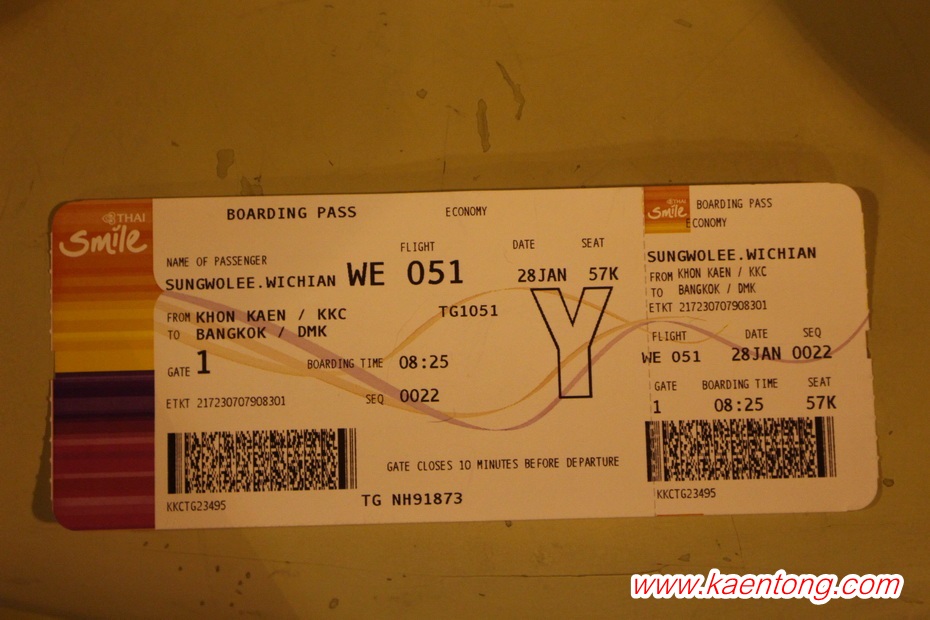 THAI
Smile
BOARDING PASS
ECONOMY
NAME OF PASSENGER
SUNGWOLEE.WICHIAN
FLIGHT
WE 051
DATE
28JAN
SEAT
57K
TG1051
Y
FROM KHON KAEN / KKC
TO BANGKOK / DMK
GATE 1
BOARDING TIME 08:25
ETKT 217230707908301
SEQ 0022
GATE CLOSES 10 MINUTES BEFORE DEPARTURE
KKCTG23495
TG NH91873
THAI
Smile
BOARDING PASS
ECONOMY
SUNGWOLEE.WICHIAN
FROM KHON KAEN / KKC
TO BANGKOK / DMK
ETKT 217230707908301
FLIGHT DATE SEQ
WE 051 28JAN 0022
GATE BOARDING TIME SEAT
1 08:25 57K
KKCTG23495
www.kaentong.com